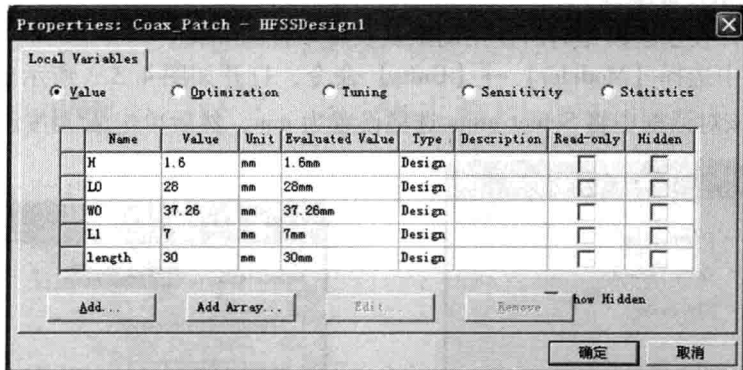 Properties: Coax_Patch - HFSSDesign1
Local Variables
Value Optimization Tuning Sensitivity Statistics
Name Value Unit Evaluated Value Type Description Read-only Hidden
H 1.6 mm 1.6mm Design
L0 28 mm 28mm Design
W0 37.26 mm 37.26mm Design
L1 7 mm 7mm Design
length 30 mm 30mm Design
Add... Add Array... Edit... Remove how Hidden
确定 取消